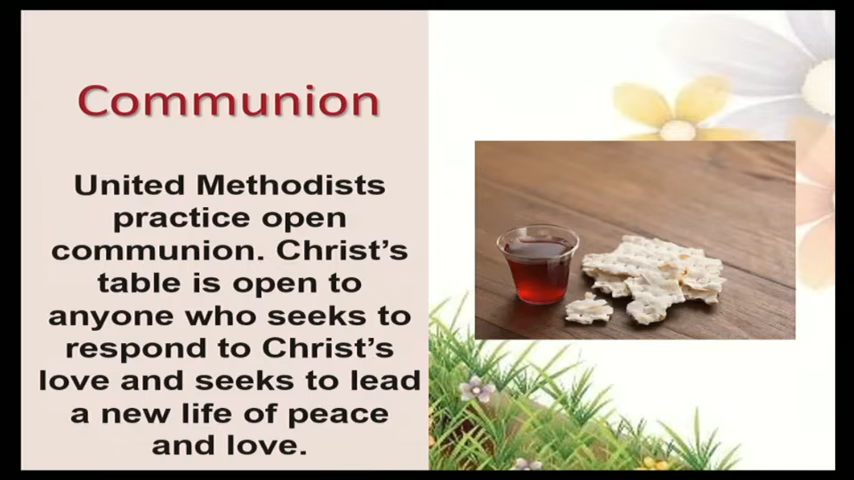 Communion
United Methodists
practice open
communion. Christ’s
table is open to
anyone who seeks to
respond to Christ’s
love and seeks to lead
a new life of peace
and love.